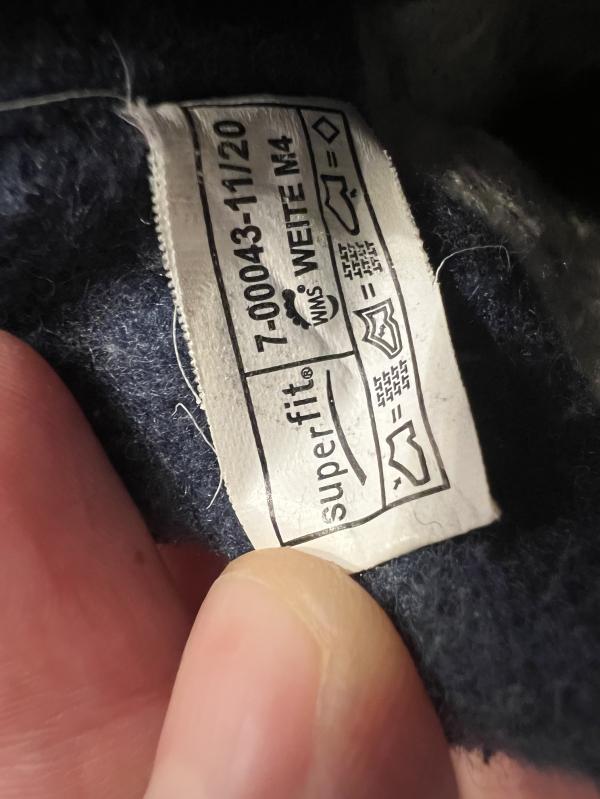 7-00043-11/20
WMS® WEITE M4
superfit®